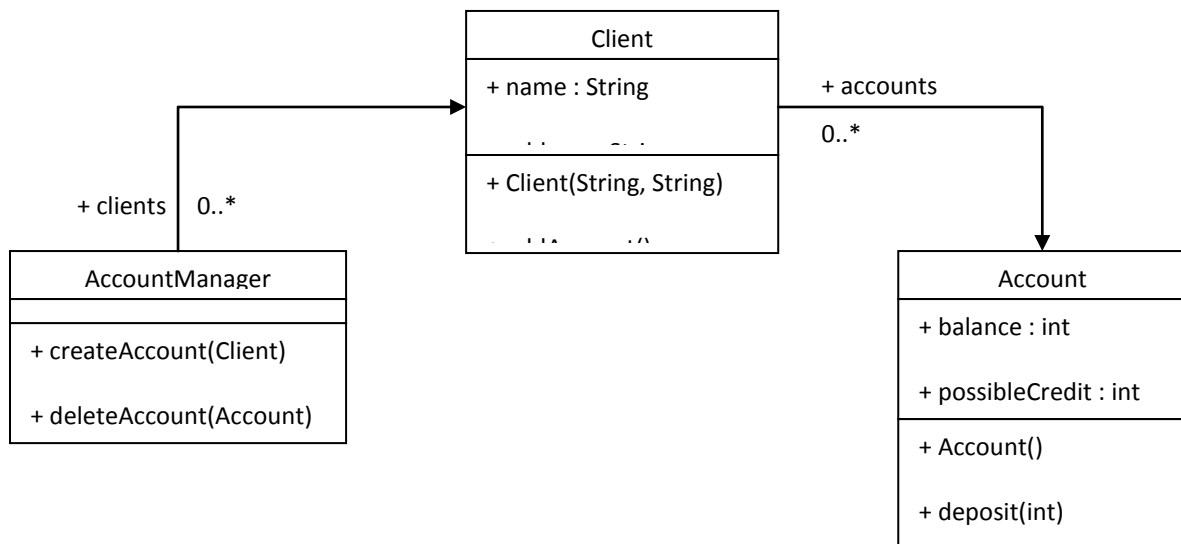 Client
+ name : String
+ Client(String, String)
+ accounts
0..*
+ clients
0..*
AccountManager
+ createAccount(Client)
+ deleteAccount(Account)
Account
+ balance : int
+ possibleCredit : int
+ Account()
+ deposit(int)